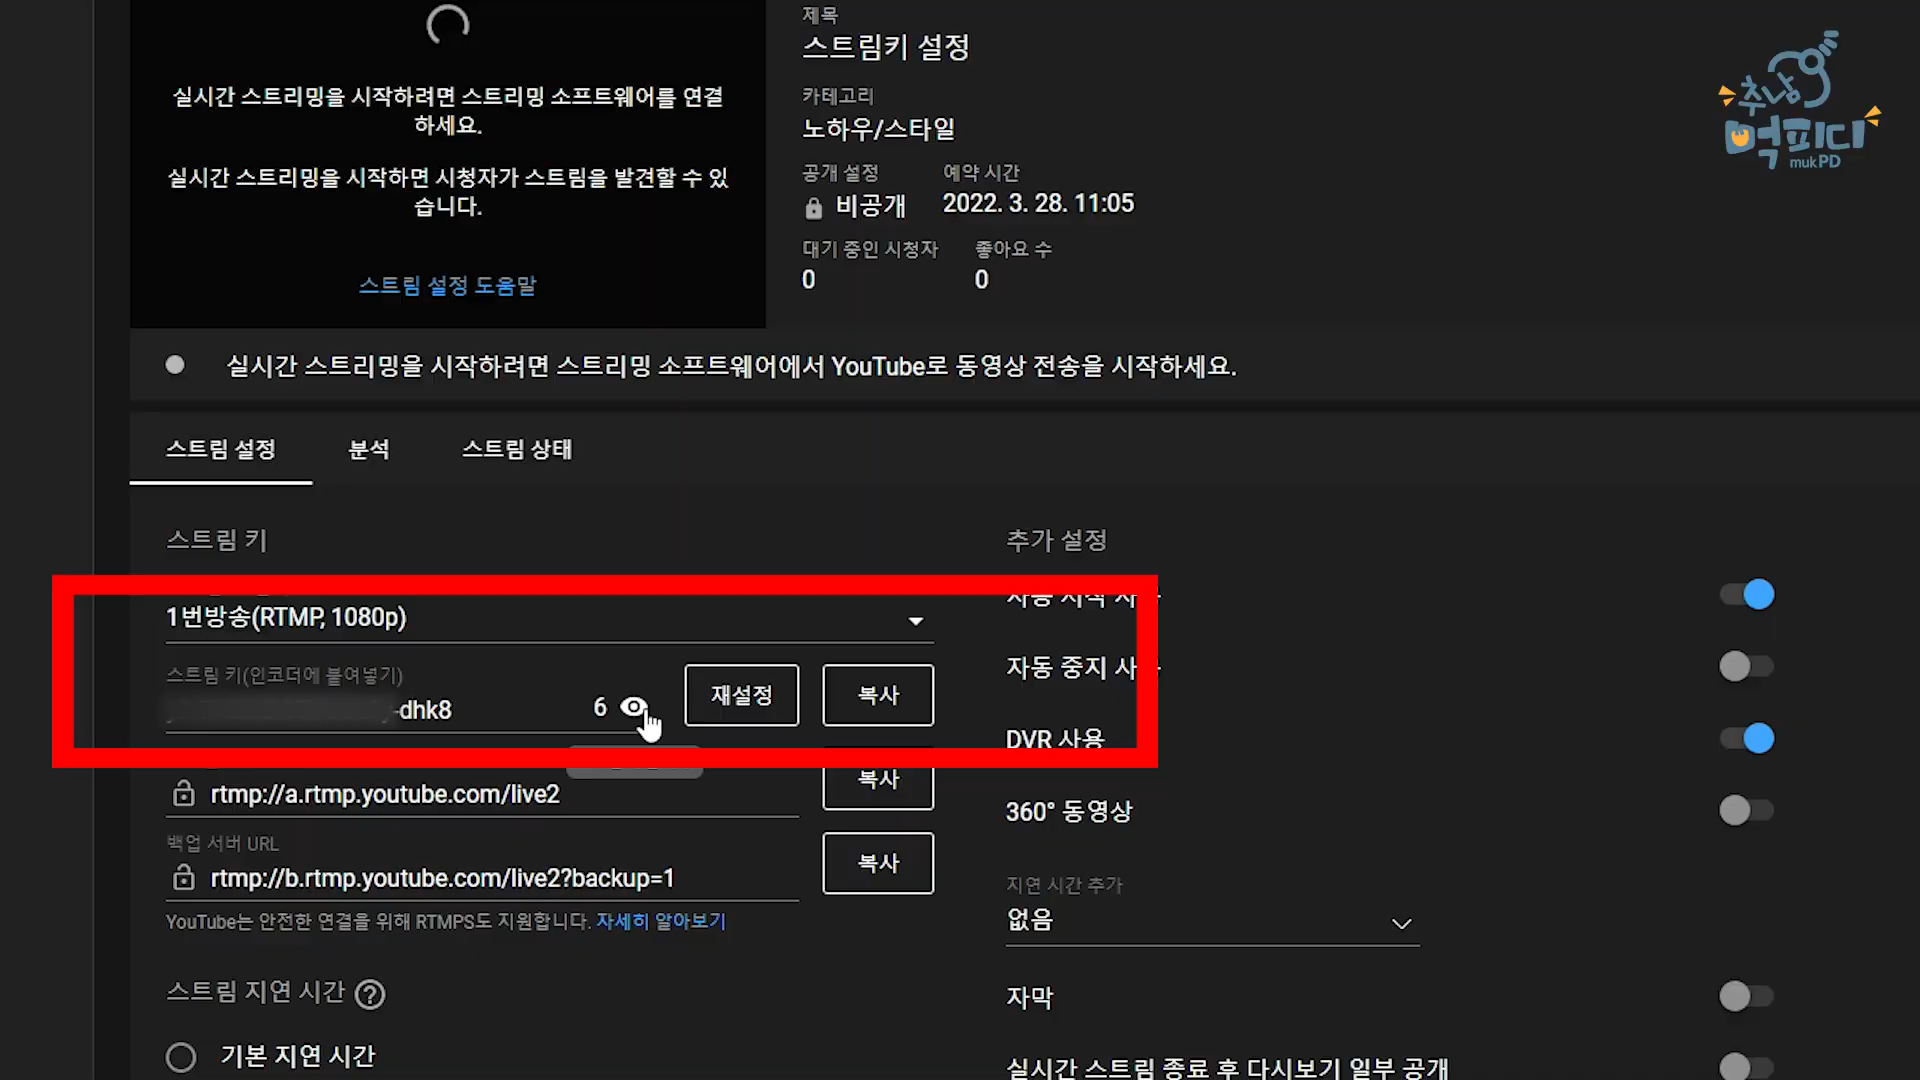 실시간 스트리밍을 시작하려면 스트리밍 소프트웨어를 연결
하세요.
실시간 스트리밍을 시작하면 시청자가 스트림을 발견할 수 있
습니다.
스트림 설정 도움말
제목
스트림키 설정
카테고리
노하우/스타일
공개 설정
예약 시간
비공개
2022. 3. 28. 11:05
대기 중인 시청자
좋아요 수
0
0
추냥
먹피디
mukPD
실시간 스트리밍을 시작하려면 스트리밍 소프트웨어에서 YouTube로 동영상 전송을 시작하세요.
스트림 설정
분석
스트림 상태
스트림 키
1번방송(RTMP, 1080p)
스트림 키(인코더에 붙여넣기)
-dhk8
6
재설정
복사
rtmp://a.rtmp.youtube.com/live2
복사
백업 서버 URL
rtmp://b.rtmp.youtube.com/live2?backup=1
복사
YouTube는 안전한 연결을 위해 RTMPS도 지원합니다. 자세히 알아보기
스트림 지연 시간
기본 지연 시간
추가 설정
자동 시작
자동 중지
DVR 사용
360° 동영상
지연 시간 추가
없음
자막
실시간 스트림 종료 후 다시보기 일부 공개